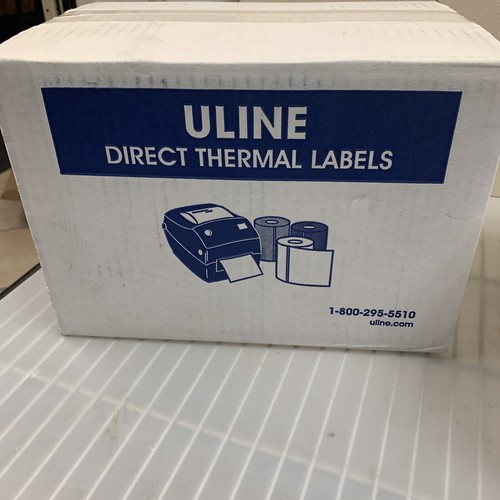 ULINE
DIRECT THERMAL LABELS
1-800-295-5510
uline.com